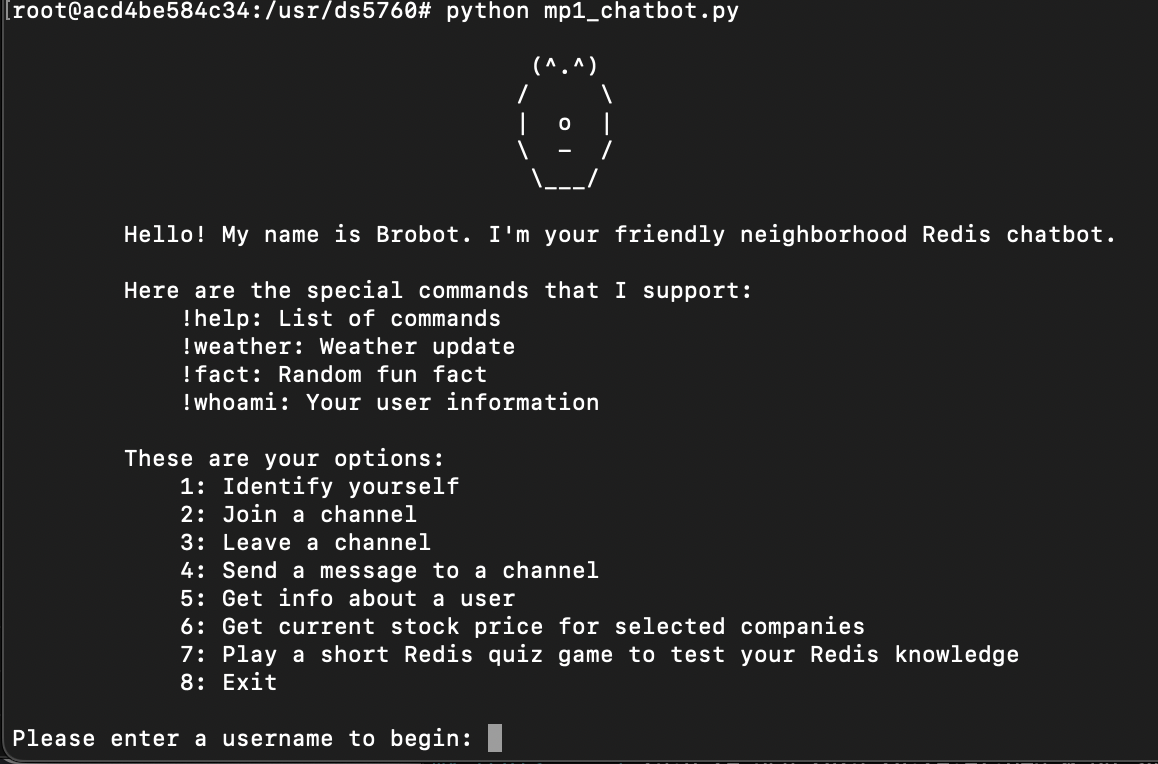 [root@acd4be584c34:/usr/ds5760# python mp1_chatbot.py
(^.^)
/     \
|  o  |
\  _  /
\___/
Hello! My name is Brobot. I'm your friendly neighborhood Redis chatbot.
Here are the special commands that I support:
!help: List of commands
!weather: Weather update
!fact: Random fun fact
!whoami: Your user information
These are your options:
1: Identify yourself
2: Join a channel
3: Leave a channel
4: Send a message to a channel
5: Get info about a user
6: Get current stock price for selected companies
7: Play a short Redis quiz game to test your Redis knowledge
8: Exit
Please enter a username to begin: